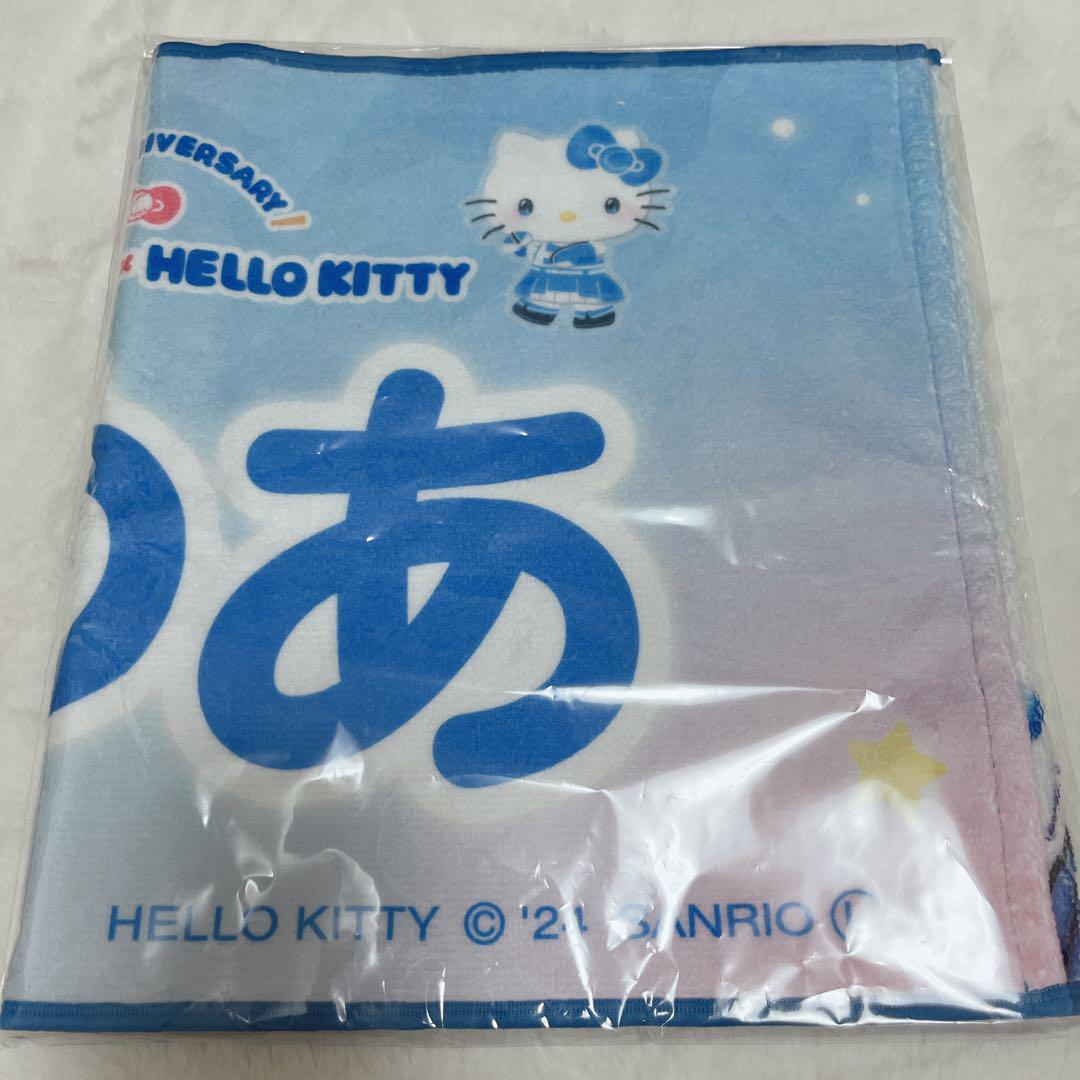 IVERSARY
HELLO KITTY
あ
HELLO KITTY © '24 SANRIO Ⓛ